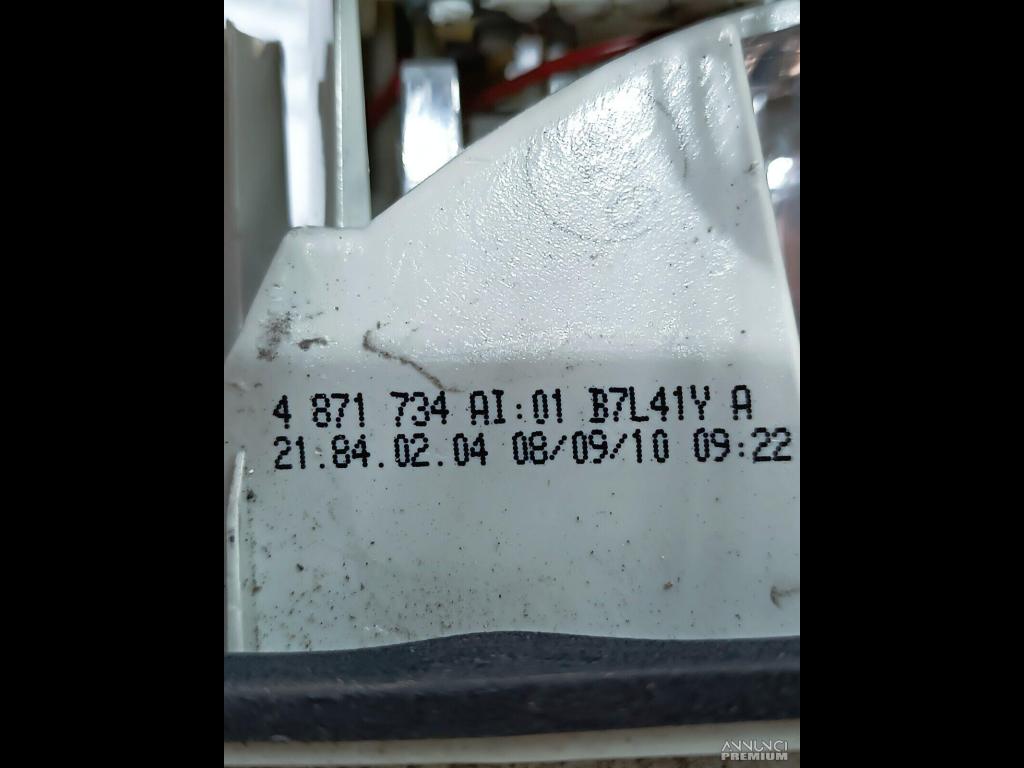 4 871 734 AI:01 B7L41Y A
21.84.02.04 08/09/10 09:22
ANNUNCI
PREMIUM